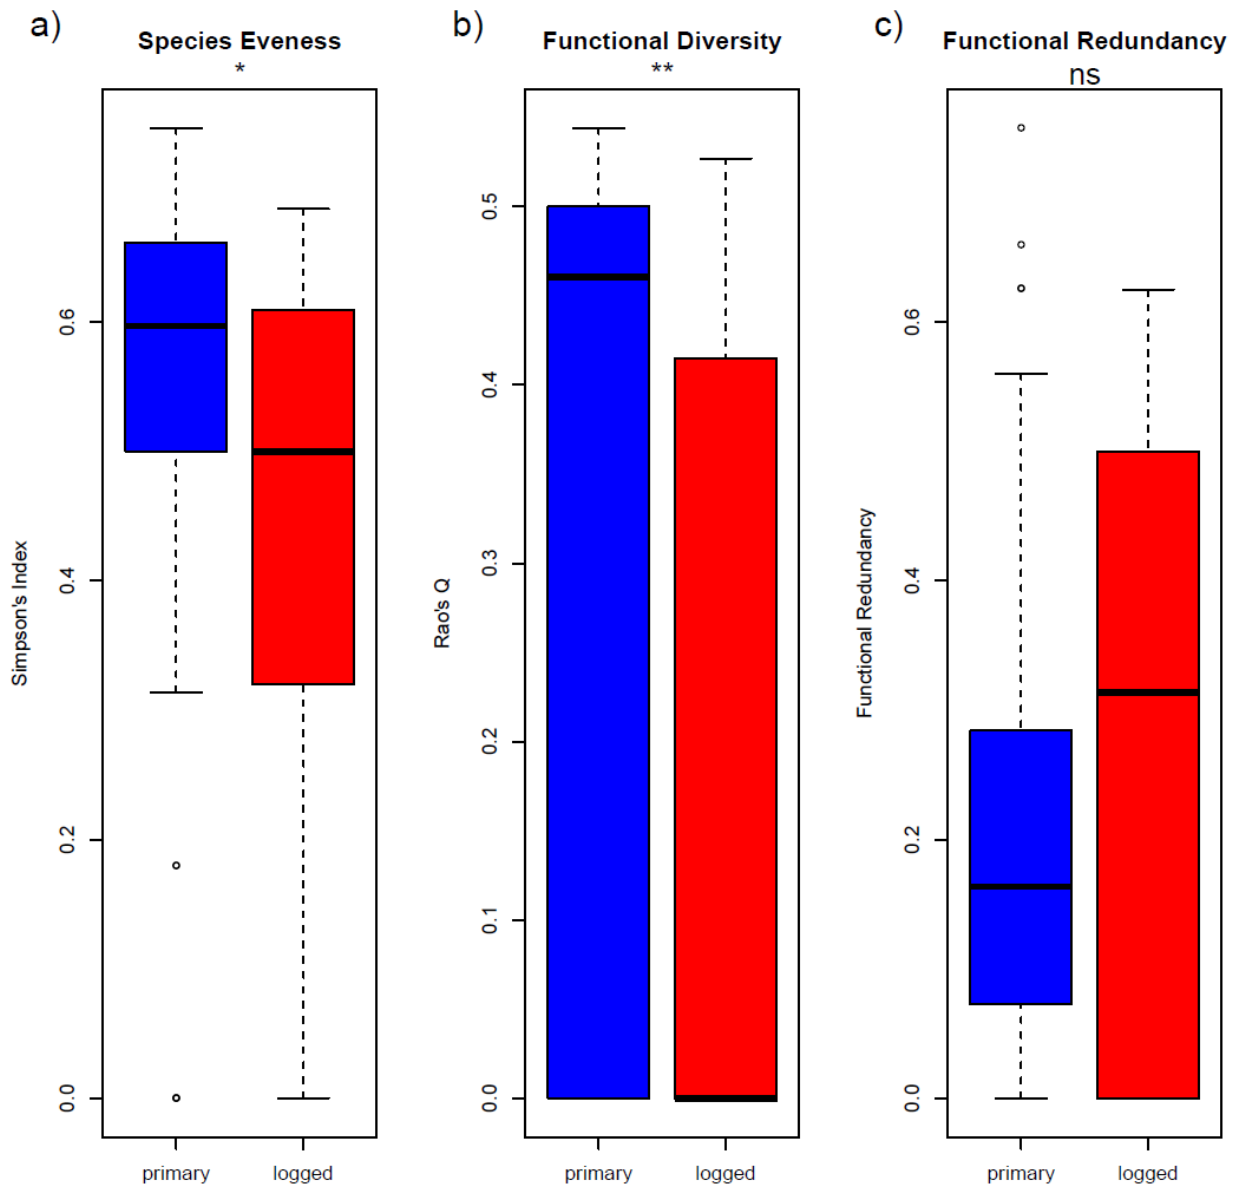 a)
Species Eveness
*
Simpson's Index
0.6
0.4
0.2
0.0
primary
logged
b)
Functional Diversity
**
Rao's Q
0.5
0.4
0.3
0.2
0.1
0.0
primary
logged
c)
Functional Redundancy
ns
Functional Redundancy
0.6
0.4
0.2
0.0
primary
logged